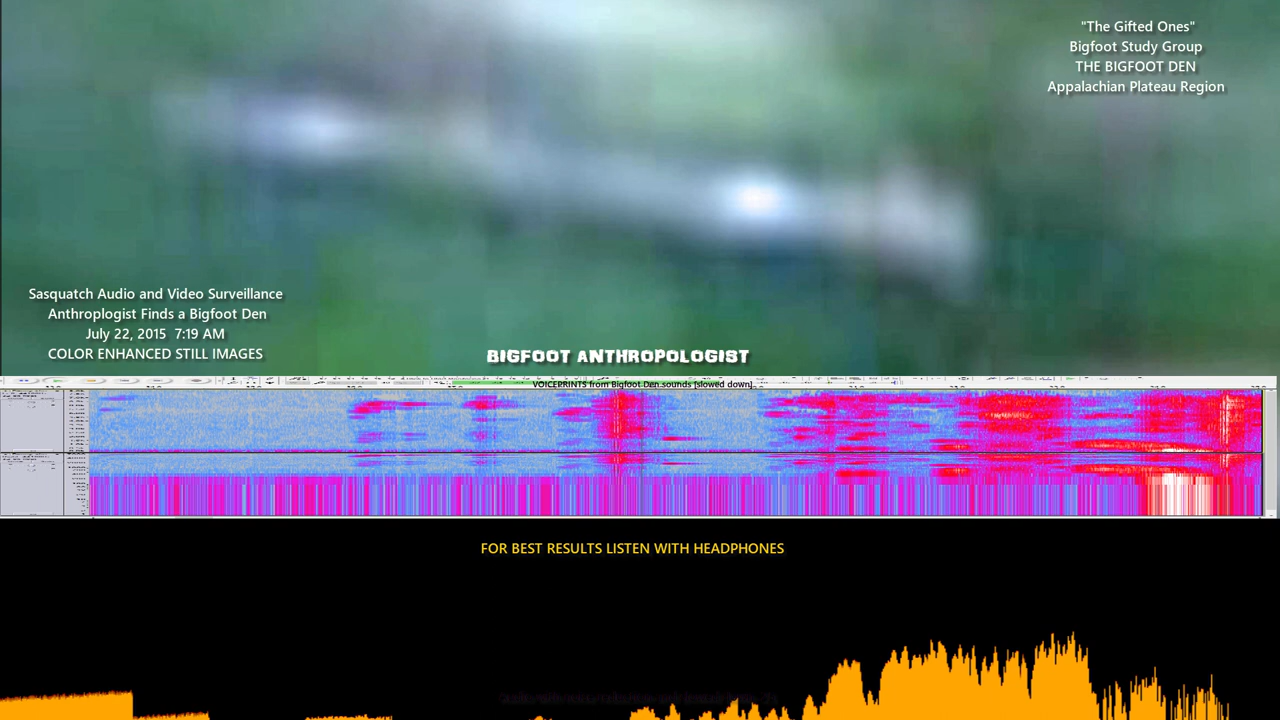 "The Gifted Ones"
Bigfoot Study Group
THE BIGFOOT DEN
Appalachian Plateau Region
Sasquatch Audio and Video Surveillance
Anthroplogist Finds a Bigfoot Den
July 22, 2015 7:19 AM
COLOR ENHANCED STILL IMAGES
BIGFOOT ANTHROPOLOGIST
VOICEPRINTS from Bigfoot Den sounds [slowed down]
FOR BEST RESULTS LISTEN WITH HEADPHONES